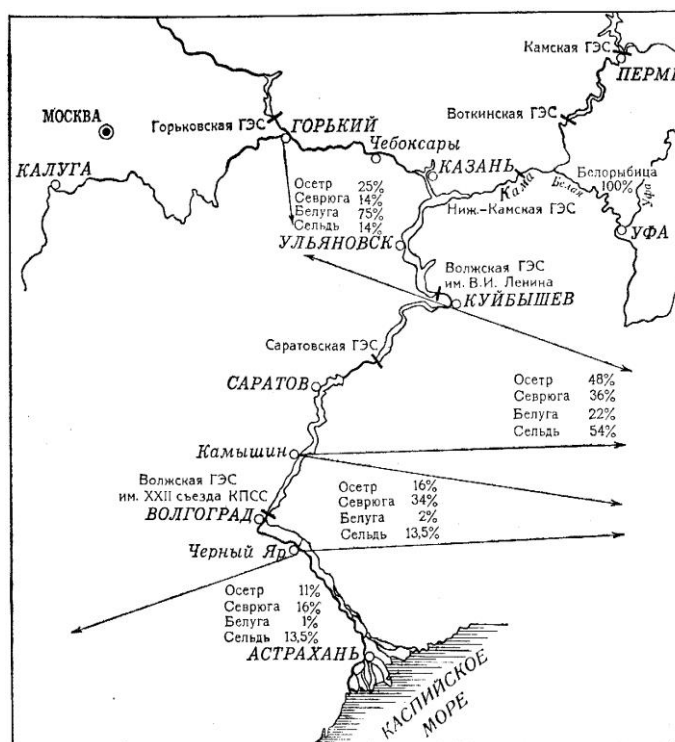 Камская ГЭС
ПЕРМЬ
Воткинская ГЭС
МОСКВА
Горьковская ГЭС
ГОРЬКИЙ
Чебоксары
КАЗАНЬ
КАЛУГА
Кама
Белая
Белорыбица
100%
Уфа
УФА
Ниж-Камская ГЭС
Осетр 25%
Севрюга 14%
Белуга 75%
Сельдь 14%
УЛЬЯНОВСК
Волжская ГЭС
им. В.И. Ленина
КУЙБЫШЕВ
Саратовская ГЭС
САРАТОВ
Осетр 48%
Севрюга 36%
Белуга 22%
Сельдь 54%
Камышин
Волжская ГЭС
им. XXII съезда КПСС
ВОЛГОГРАД
Осетр 16%
Севрюга 34%
Белуга 2%
Сельдь 13,5%
Черный Яр
Осетр 11%
Севрюга 16%
Белуга 1%
Сельдь 13,5%
АСТРАХАНЬ
КАСПИЙСКОЕ
МОРЕ